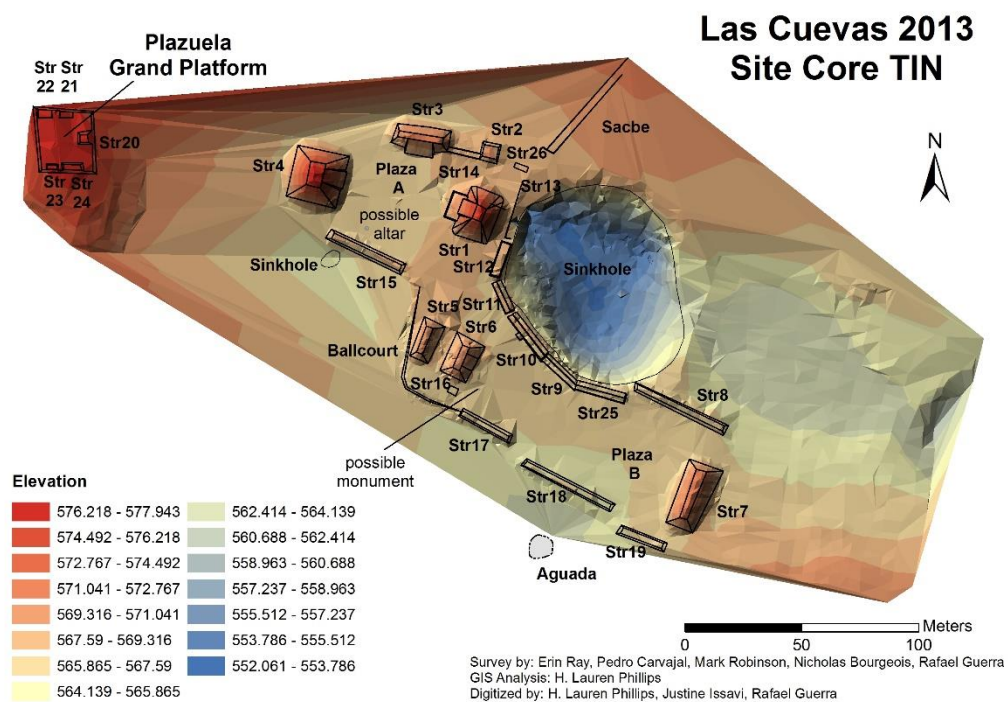 Las Cuevas 2013
Site Core TIN
Plazuela
Grand Platform
Str Str
22 21
Str20
Str Str
23 24
Str3
Str2
Str26
Sacbe
N
Str4
Plaza
A
Str14
Str13
possible
altar
Str1
Sinkhole
Str12
Sinkhole
Str15
Str11
Str5
Str6
Ballcourt
Str10
Str16
Str9
Str25
Str8
Str17
possible
monument
Plaza
B
Str18
Str7
Str19
Aguada
Elevation
576.218 - 577.943
574.492 - 576.218
572.767 - 574.492
571.041 - 572.767
569.316 - 571.041
567.59 - 569.316
565.865 - 567.59
564.139 - 565.865
562.414 - 564.139
560.688 - 562.414
558.963 - 560.688
557.237 - 558.963
555.512 - 557.237
553.786 - 555.512
552.061 - 553.786
Meters
0 50 100
Survey by: Erin Ray, Pedro Carvajal, Mark Robinson, Nicholas Bourgeois, Rafael Guerra
GIS Analysis: H. Lauren Phillips
Digitized by: H. Lauren Phillips, Justine Issavi, Rafael Guerra